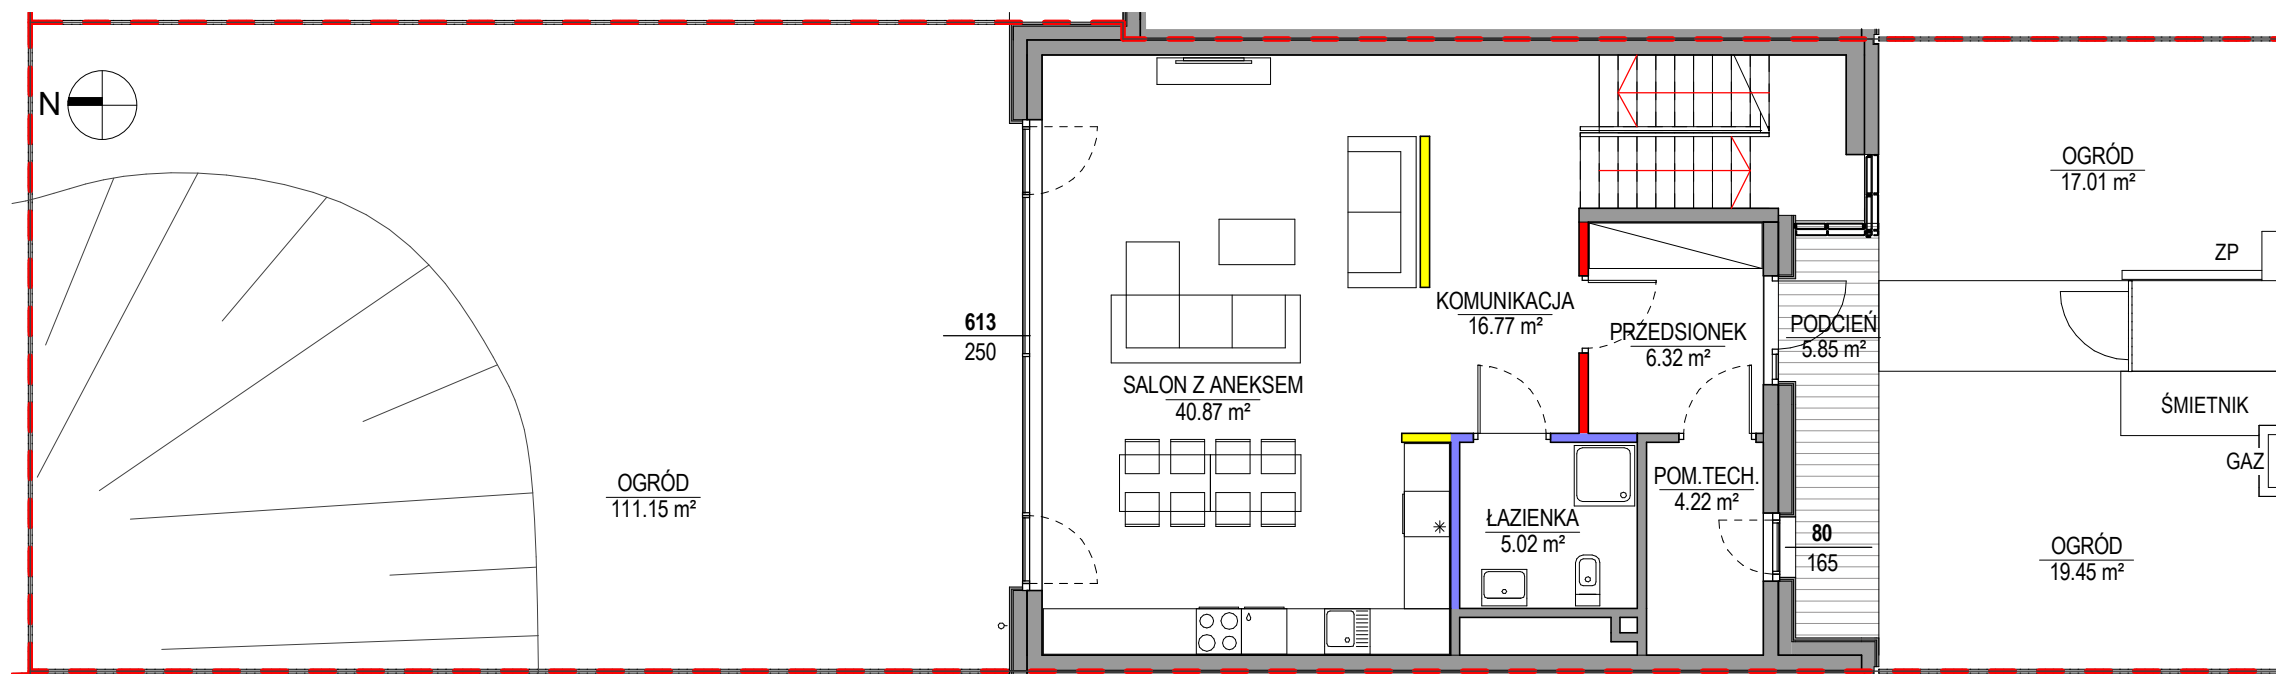 N
OGRÓD
17.01 m²
ZP
613
250
KOMUNIKACJA
16.77 m²
PRZEDSIONEK
6.32 m²
PODCIEŃ
5.85 m²
SALON Z ANEKSEM
40.87 m²
ŚMIETNIK
OGRÓD
111.15 m²
POM.TECH.
4.22 m²
GAZ
ŁAZIENKA
5.02 m²
80
165
OGRÓD
19.45 m²